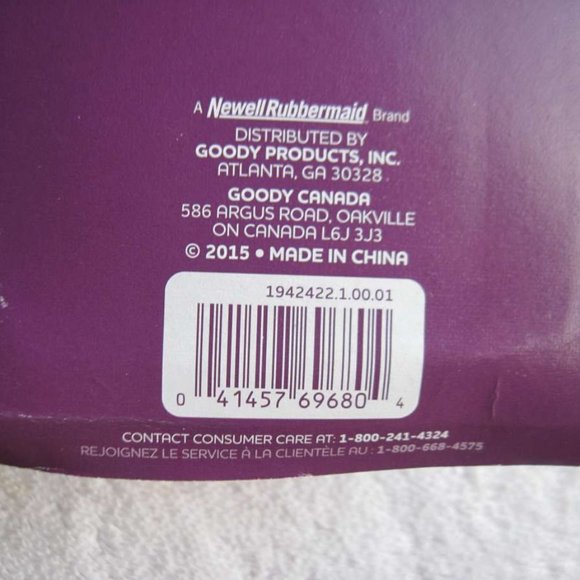 A Newell Rubbermaid Brand
DISTRIBUTED BY
GOODY PRODUCTS, INC.
ATLANTA, GA 30328
GOODY CANADA
586 ARGUS ROAD, OAKVILLE
ON CANADA L6J 3J3
© 2015 • MADE IN CHINA
1942422.1.00.01
0 41457 69680 4
CONTACT CONSUMER CARE AT: 1-800-241-4324
REJOIGNEZ LE SERVICE À LA CLIENTÈLE AU : 1-800-668-4575